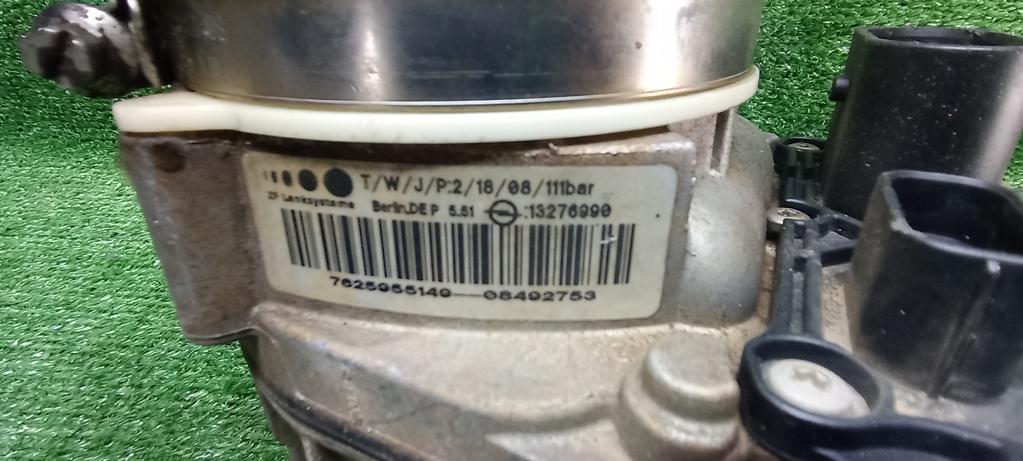 T/W/J/P:2/18/08/111bar
ZF Lenksysteme Berlin,DE P 5.51 :13276990
7625955149 08492753